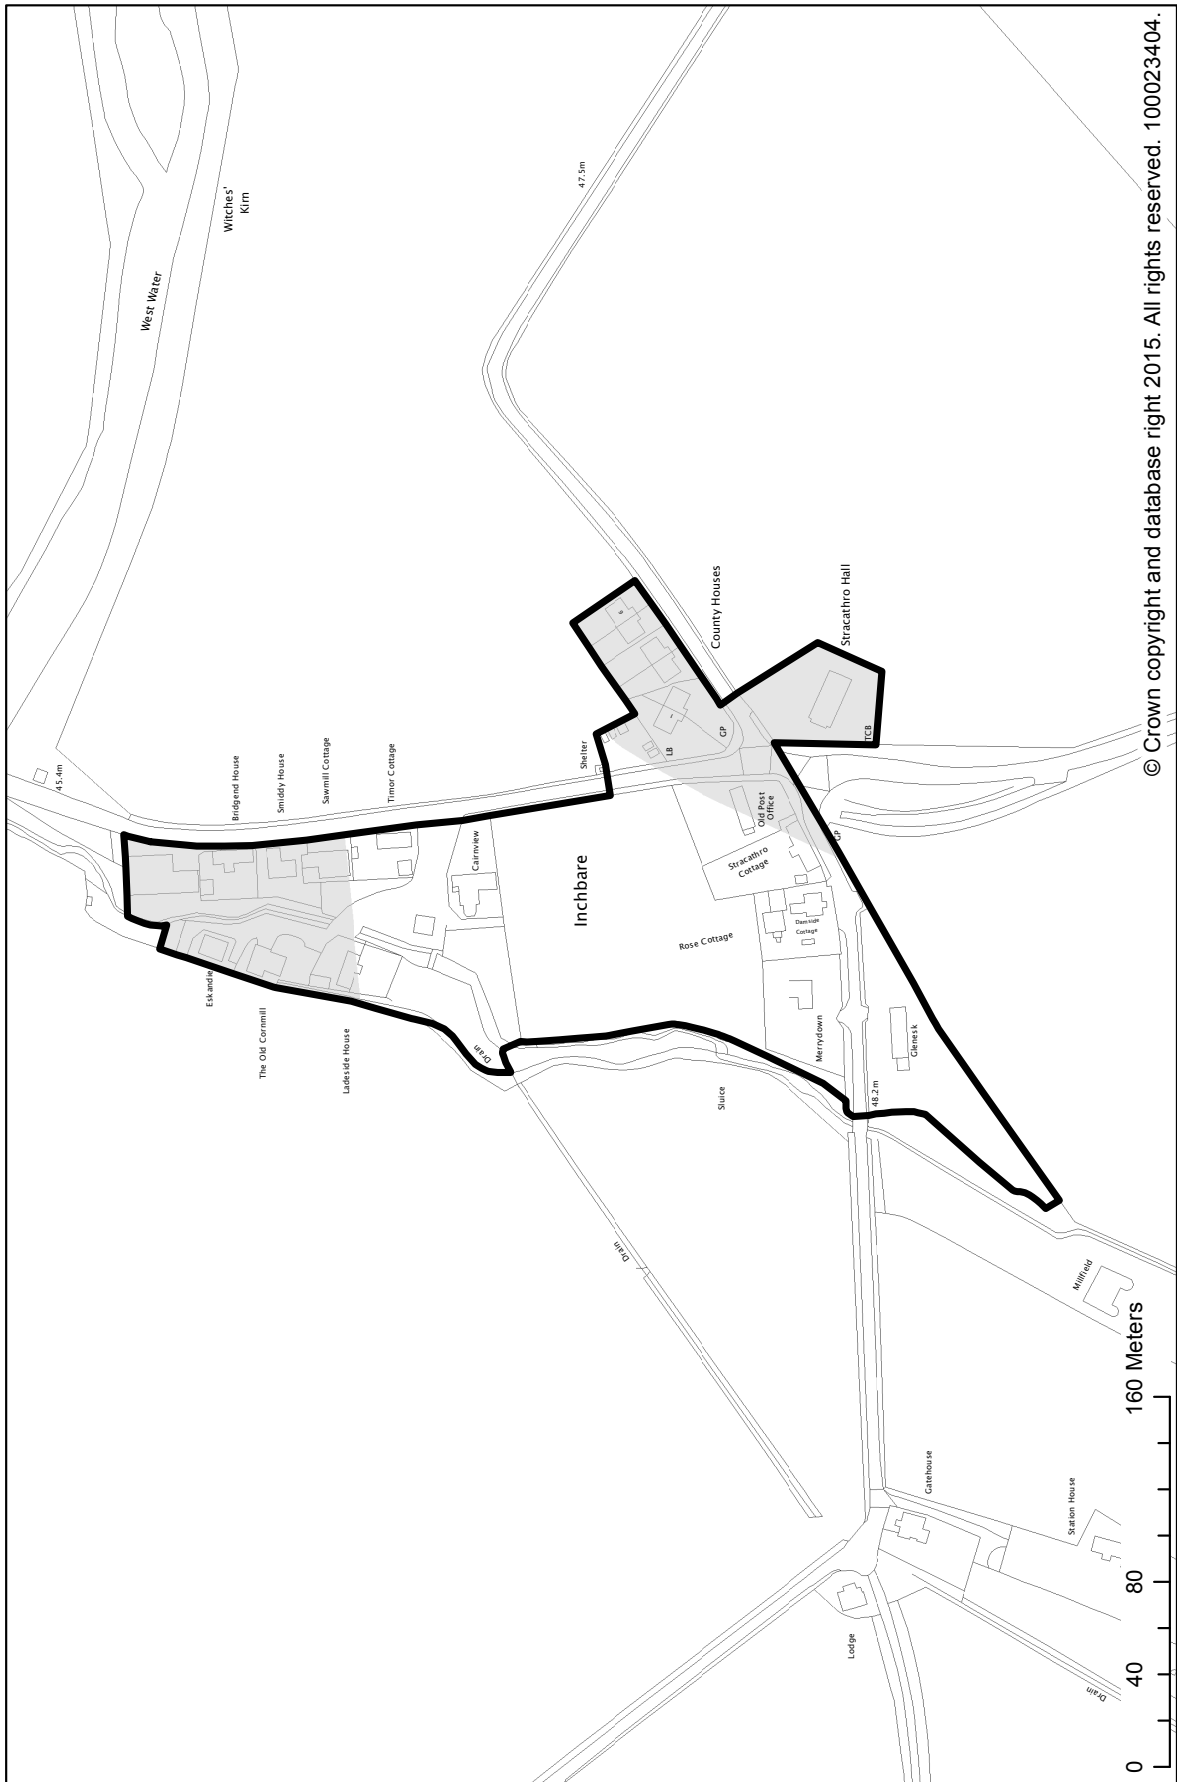 West Water
Witches'
Kirn
47.5m
45.4m
Bridgend House
Smiddy House
Sawmill Cottage
Timor Cottage
Cairnview
Shelter
Eskandie
The Old Cornmill
Ladeside House
Drain
Inchbare
LB
GP
County Houses
Stracathro Hall
TCB
Old Post
Office
GP
Stracathro
Cottage
Rose Cottage
Damside
Cottage
Merrydown
Glenesk
Sluice
48.2m
Drain
Millfield
Gatehouse
Station House
Lodge
Drain
0 40 80 160 Meters
© Crown copyright and database right 2015. All rights reserved. 100023404.